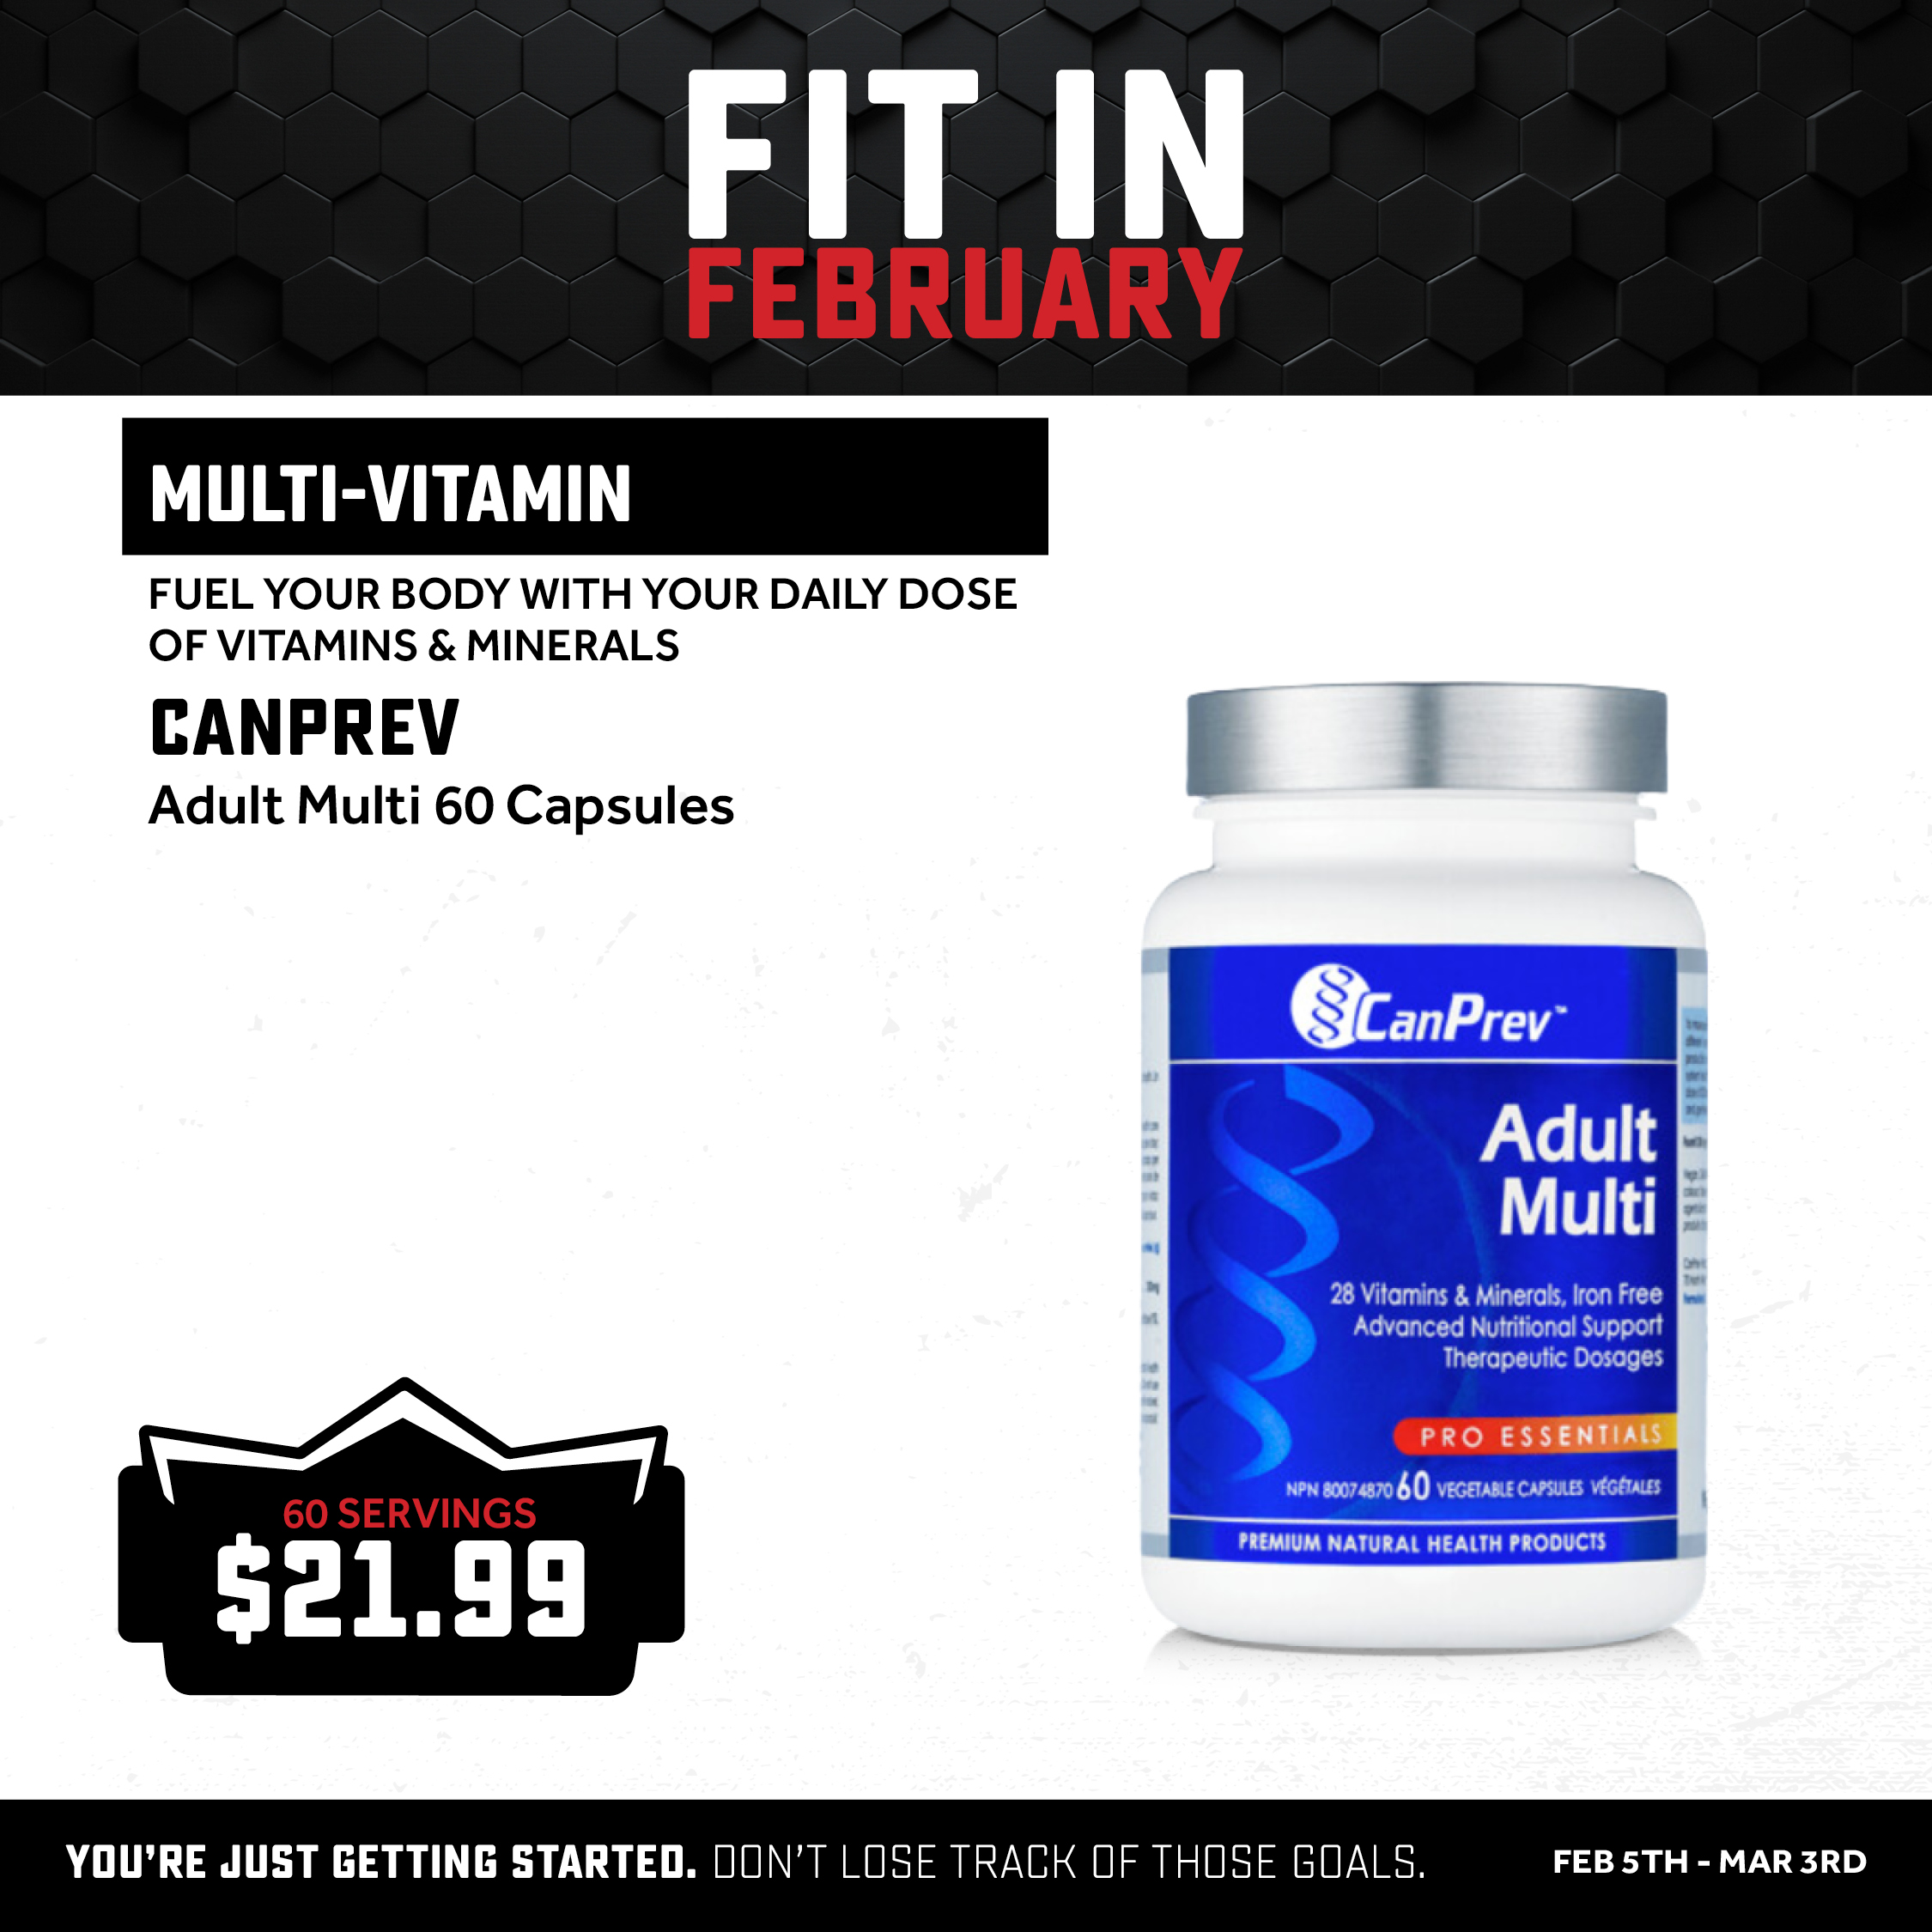 FIT IN
FEBRUARY
MULTI-VITAMIN
FUEL YOUR BODY WITH YOUR DAILY DOSE
OF VITAMINS & MINERALS
CANPREV
Adult Multi 60 Capsules
CanPrev™
Adult
Multi
28 Vitamins & Minerals, Iron Free
Advanced Nutritional Support
Therapeutic Dosages
PRO ESSENTIALS
NPN 80074870 60 VEGETABLE CAPSULES VÉGÉTALES
PREMIUM NATURAL HEALTH PRODUCTS
60 SERVINGS
$21.99
YOU'RE JUST GETTING STARTED. DON'T LOSE TRACK OF THOSE GOALS.
FEB 5TH - MAR 3RD